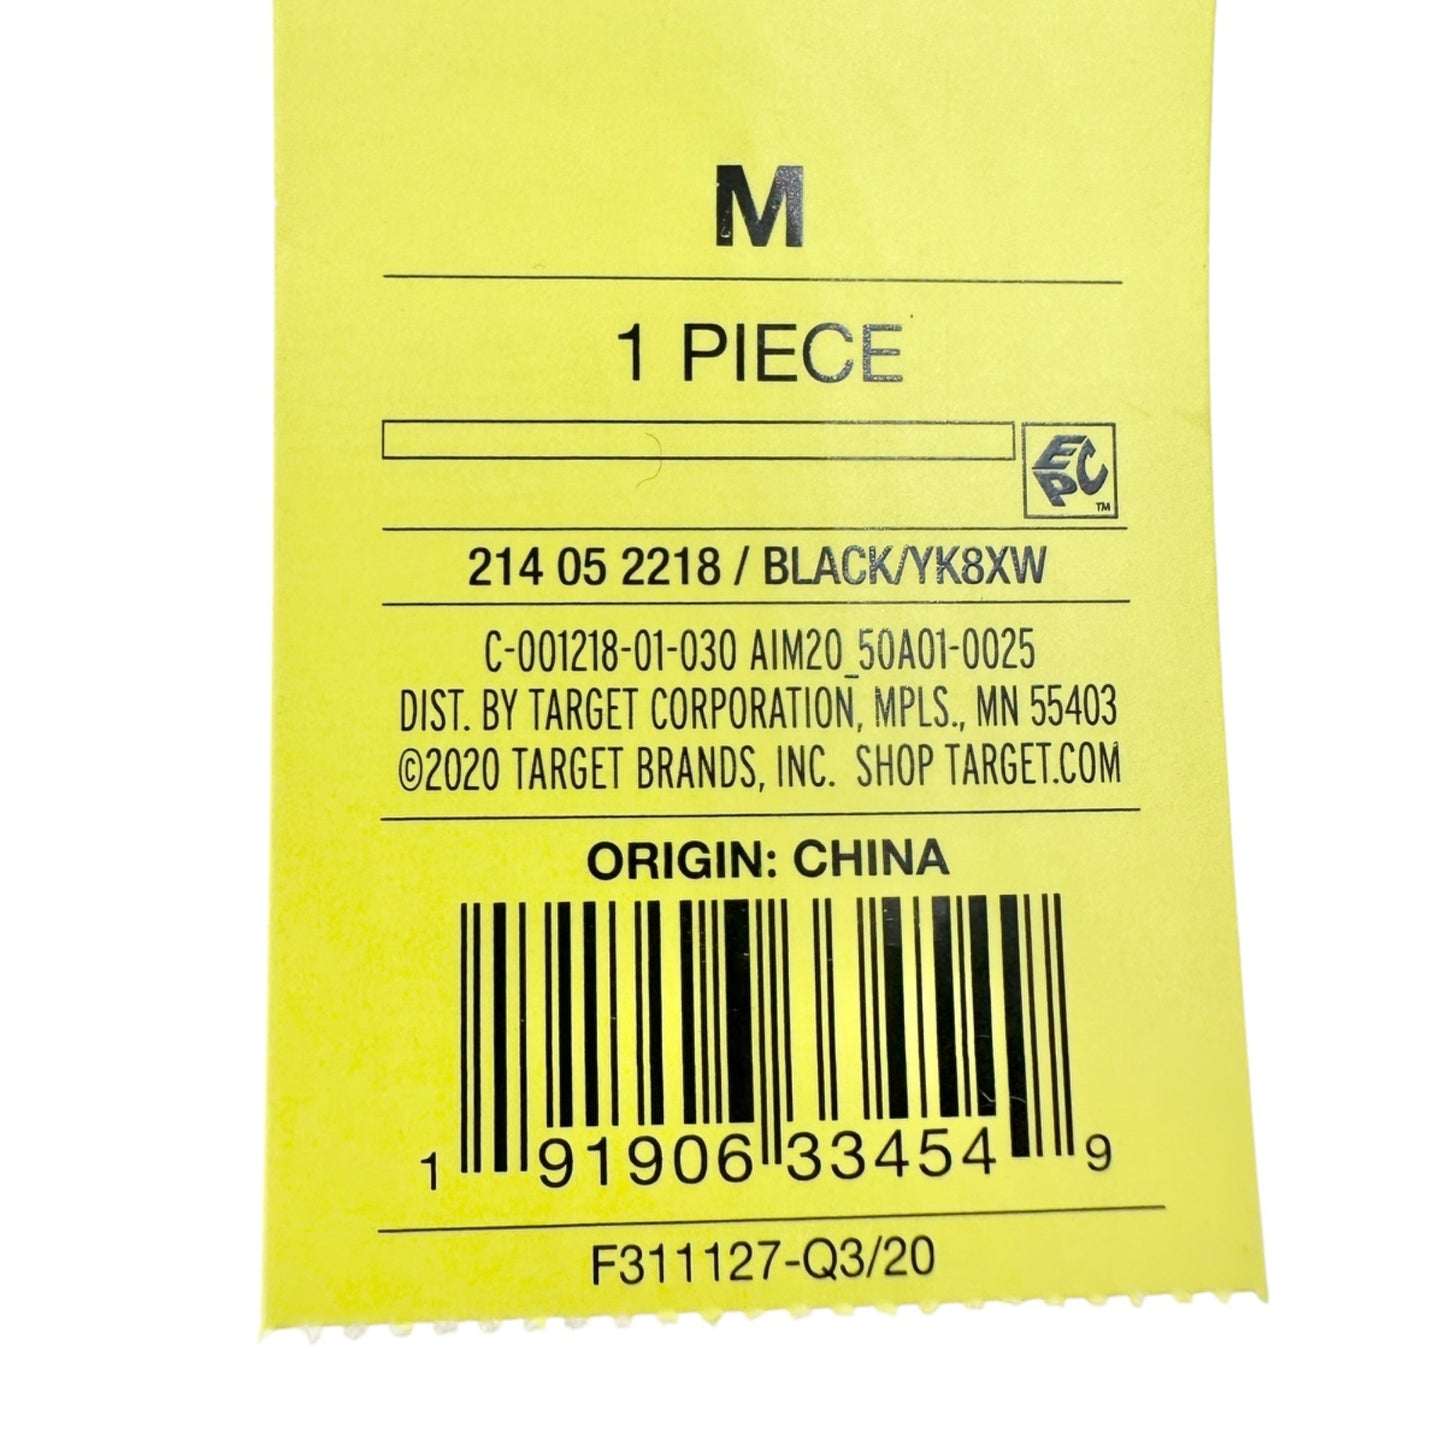 M
1 PIECE
EPC
TM
214 05 2218 / BLACK/YK8XW
C-001218-01-030 AIM20_50A01-0025
DIST. BY TARGET CORPORATION, MPLS., MN 55403
©2020 TARGET BRANDS, INC. SHOP TARGET.COM
ORIGIN: CHINA
1 91906 33454 9
F311127-Q3/20